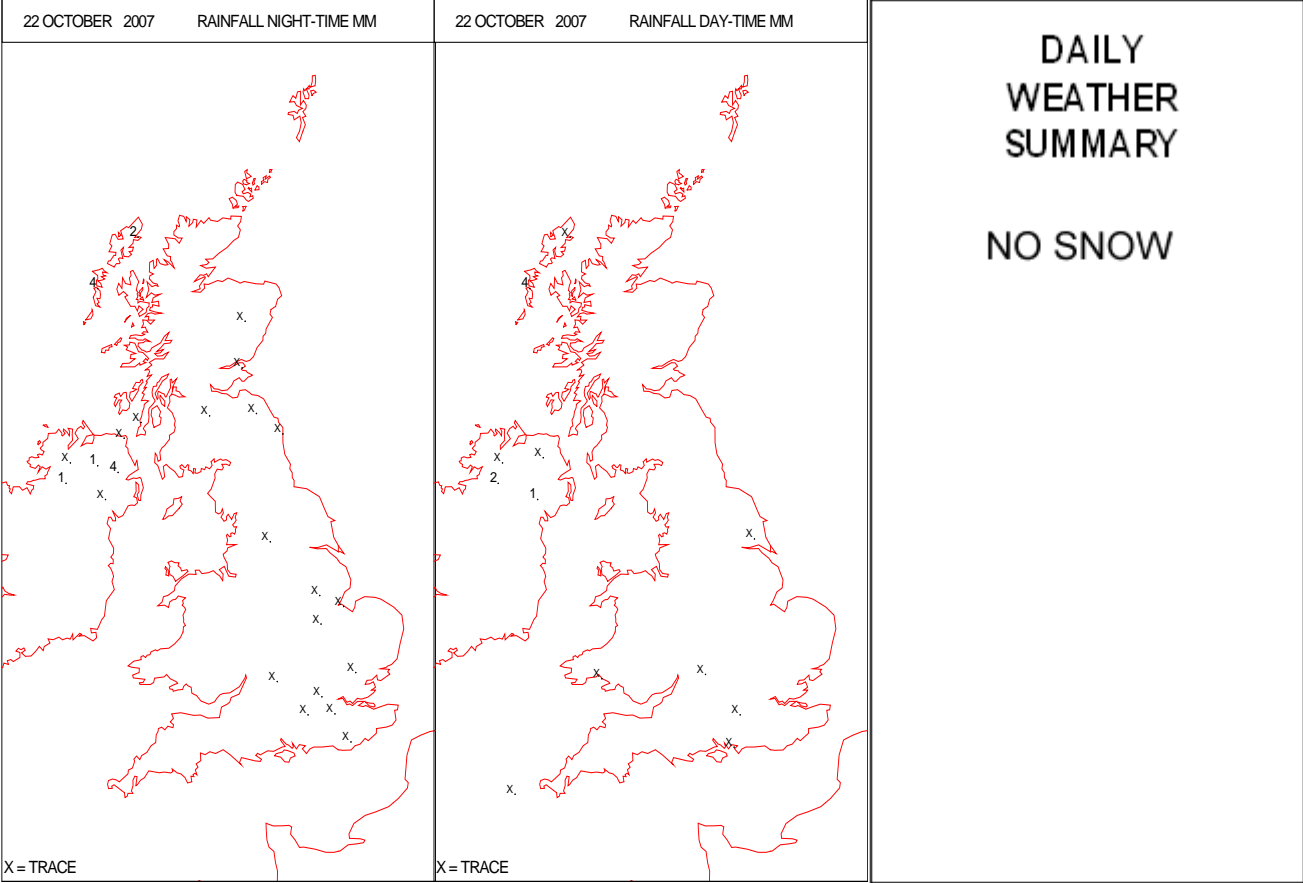 22 OCTOBER 2007 RAINFALL NIGHT-TIME MM
2
4
X
X
X
X
X
X
X
X
1
4
1
X
X
X
X
X
X
X
X
X
X
X
X = TRACE
22 OCTOBER 2007 RAINFALL DAY-TIME MM
X
4
X
X
2
1
X
X
X
X
X
X
X = TRACE
DAILY
WEATHER
SUMMARY
NO SNOW